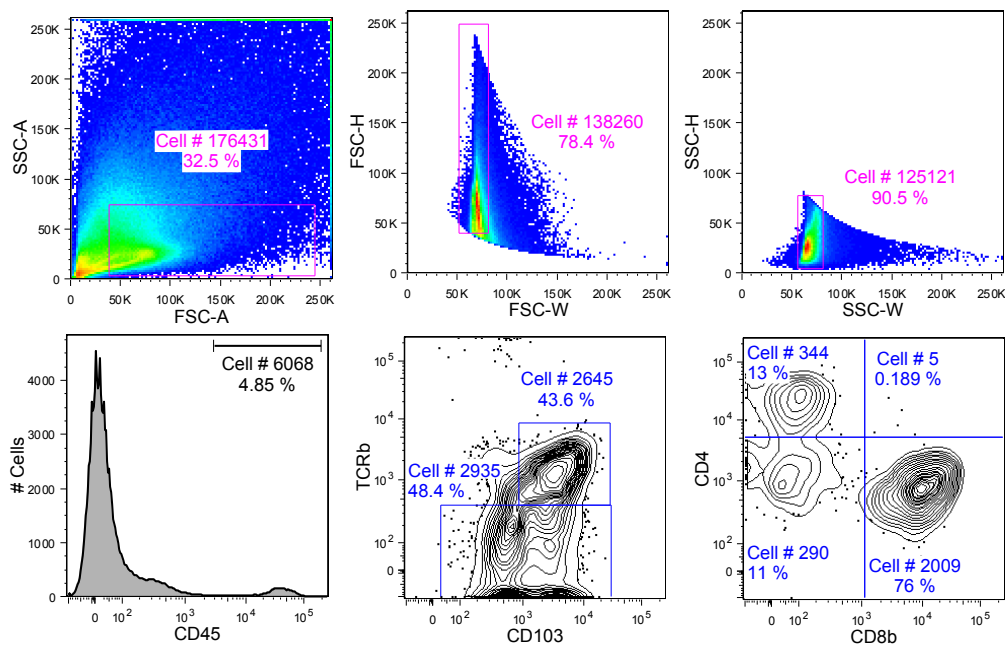 250K
200K
150K
100K
50K
0
SSC-A
Cell # 176431
32.5 %
0 50K 100K 150K 200K 250K
FSC-A
250K
200K
150K
100K
50K
0
FSC-H
Cell # 138260
78.4 %
0 50K 100K 150K 200K 250K
FSC-W
250K
200K
150K
100K
50K
0
SSC-H
Cell # 125121
90.5 %
0 50K 100K 150K 200K 250K
SSC-W
4000
3000
2000
1000
0
# Cells
Cell # 6068
4.85 %
0 10² 10³ 10⁴ 10⁵
CD45
10⁵
10⁴
10³
10²
0
TCRb
Cell # 2645
43.6 %
Cell # 2935
48.4 %
0 10² 10³ 10⁴ 10⁵
CD103
10⁵
10⁴
10³
10²
0
CD4
Cell # 344
13 %
Cell # 5
0.189 %
Cell # 290
11 %
Cell # 2009
76 %
0 10² 10³ 10⁴ 10⁵
CD8b